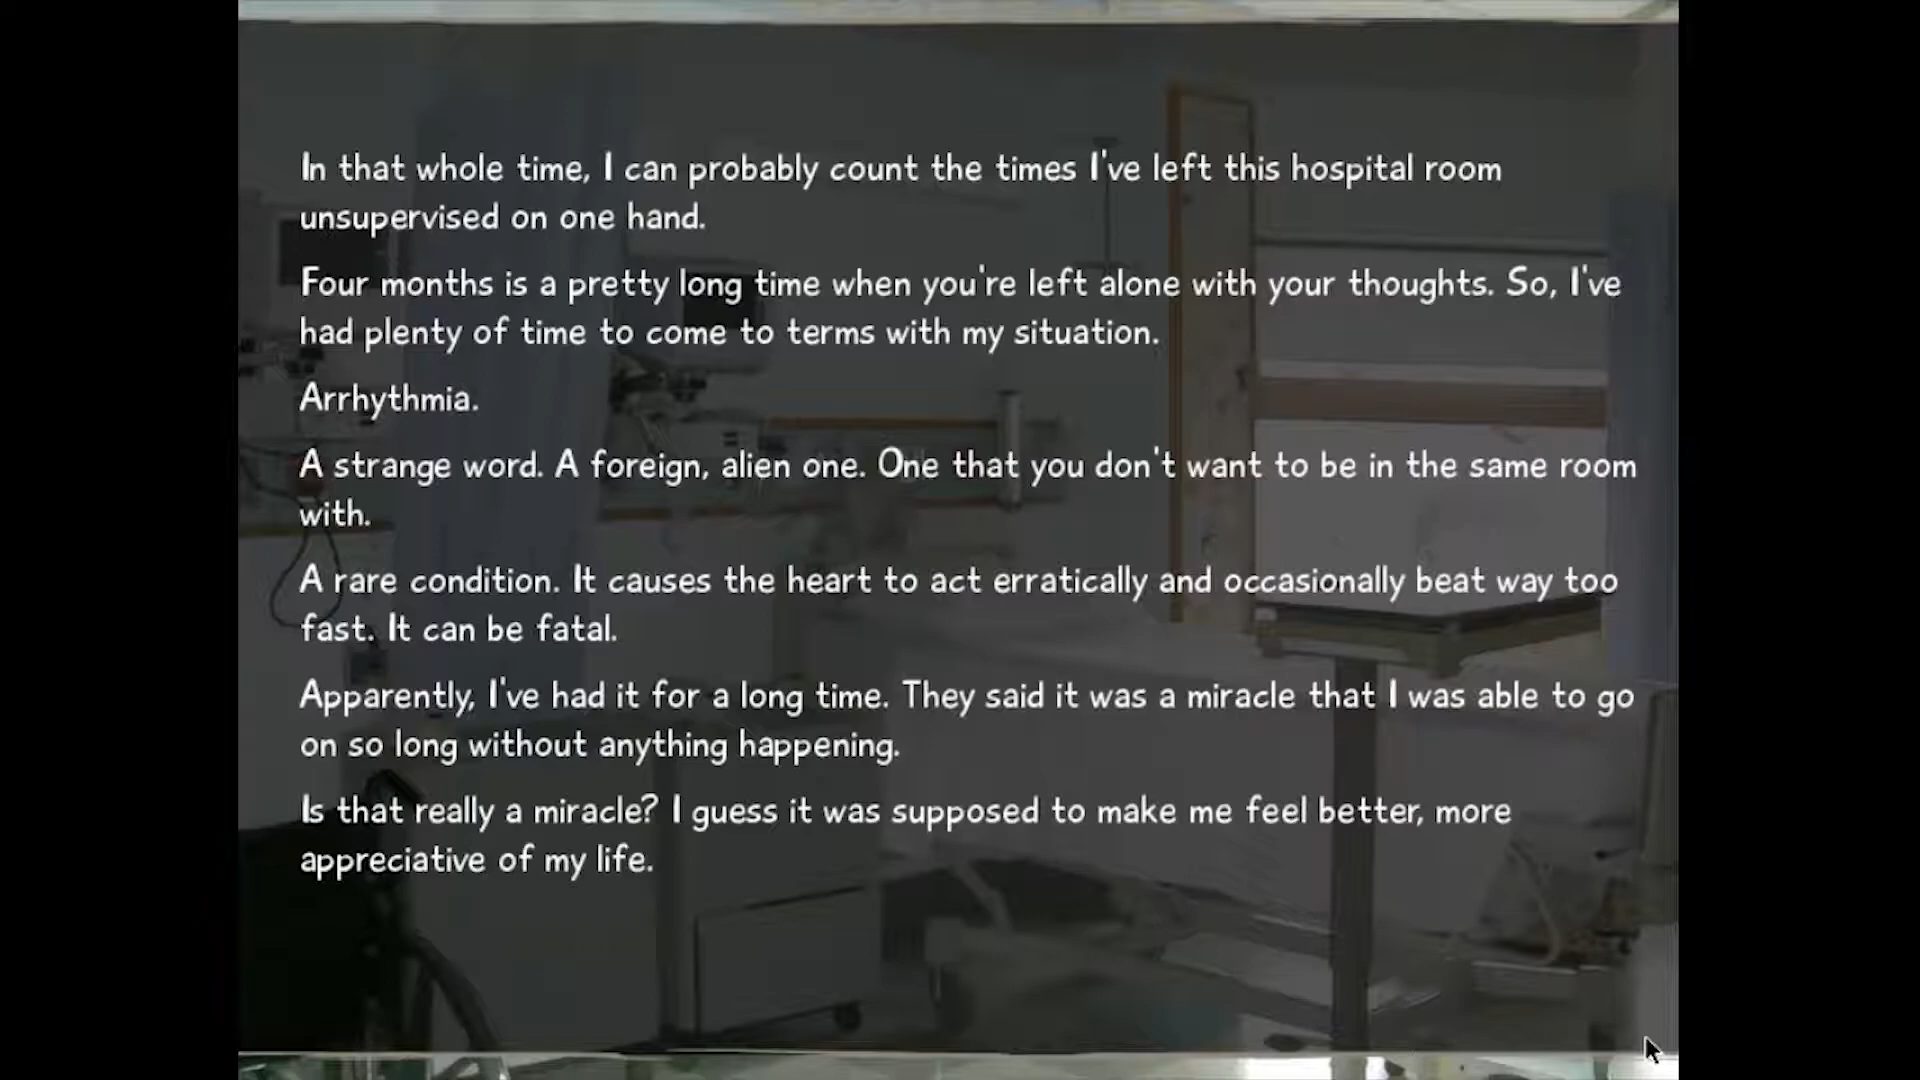 In that whole time, I can probably count the times I've left this hospital room
unsupervised on one hand.
Four months is a pretty long time when you're left alone with your thoughts. So, I've
had plenty of time to come to terms with my situation.
Arrhythmia.
A strange word. A foreign, alien one. One that you don't want to be in the same room
with.
A rare condition. It causes the heart to act erratically and occasionally beat way too
fast. It can be fatal.
Apparently, I've had it for a long time. They said it was a miracle that I was able to go
on so long without anything happening.
Is that really a miracle? I guess it was supposed to make me feel better, more
appreciative of my life.